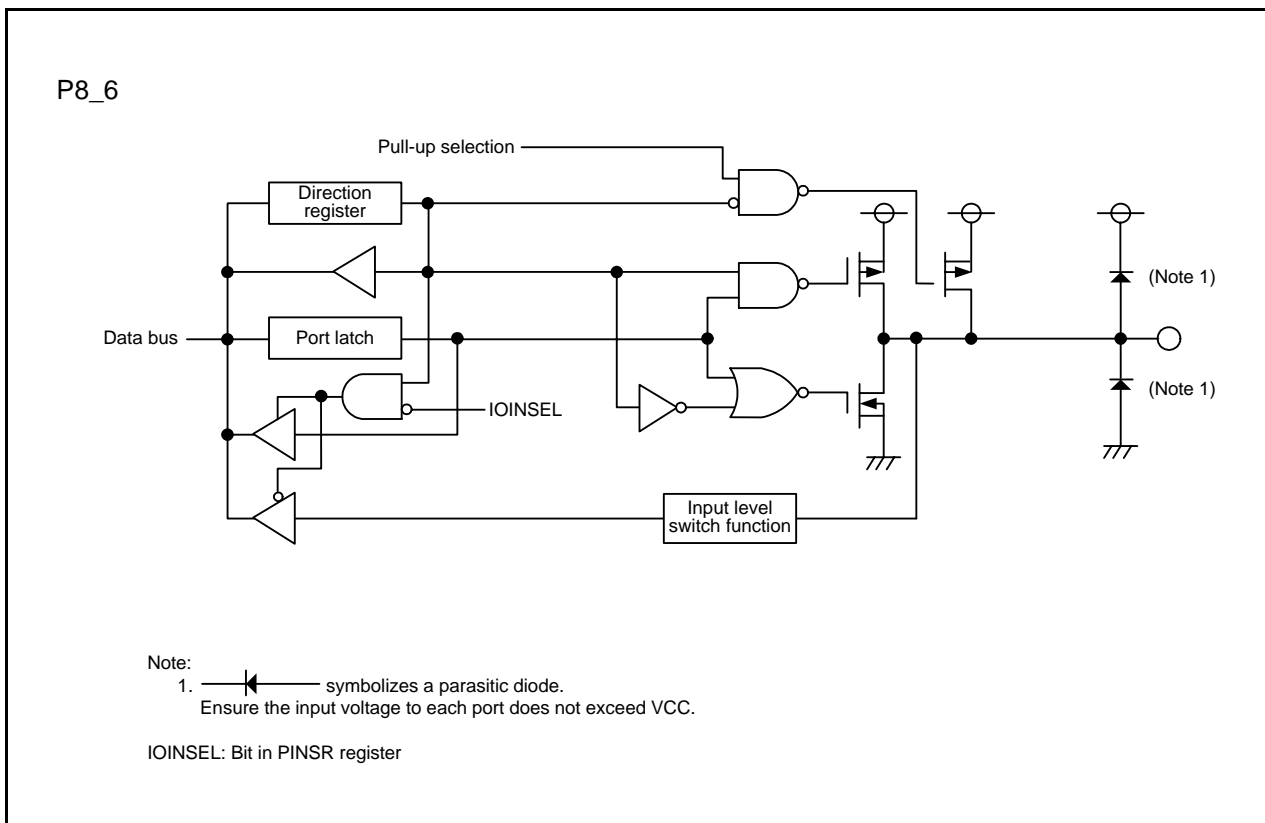 P8_6
Pull-up selection
Direction
register
Data bus
Port latch
IOINSEL
(Note 1)
(Note 1)
Input level
switch function
Note:
1. symbolizes a parasitic diode.
Ensure the input voltage to each port does not exceed VCC.
IOINSEL: Bit in PINSR register